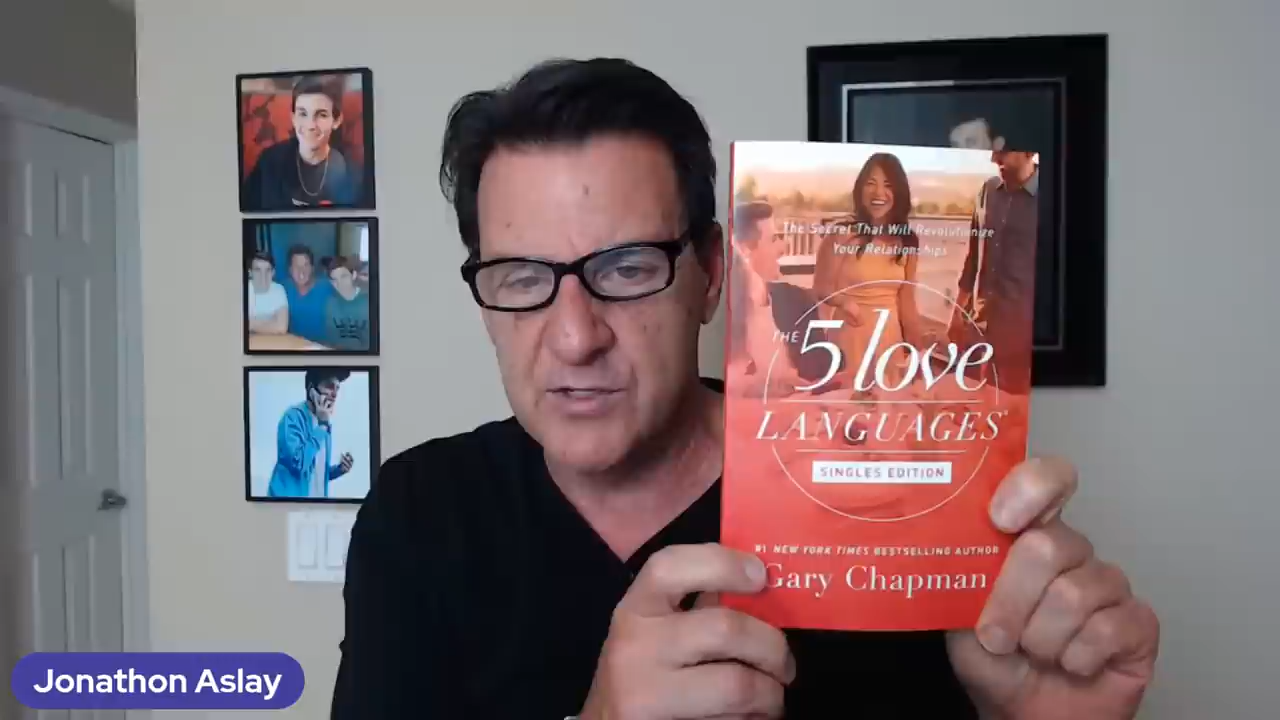 The Secret That Will Revolutionize
Your Relationships
THE 5 love
LANGUAGES®
SINGLES EDITION
#1 NEW YORK TIMES BESTSELLING AUTHOR
Gary Chapman
Jonathon Aslay